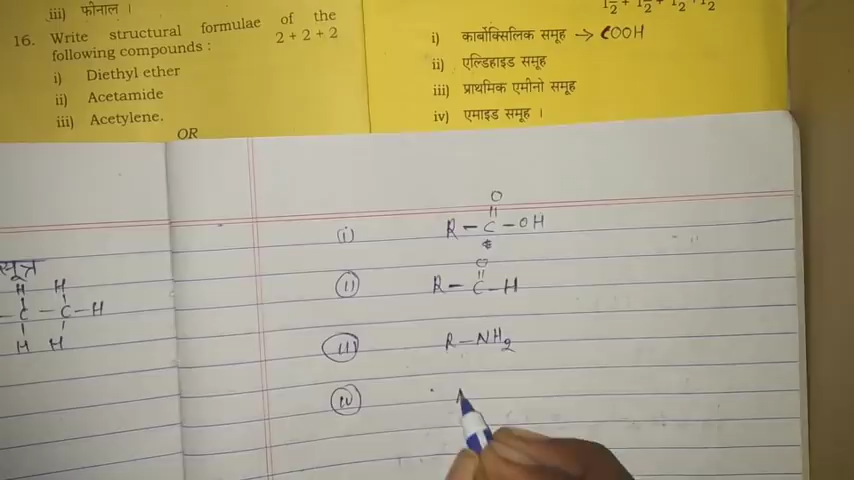 iii) फीनाल ।
16. Write structural formulae of the
following compounds : 2 + 2 + 2
i) Diethyl ether
ii) Acetamide
iii) Acetylene.
OR
i) कार्बोक्सिलिक समूह → COOH
ii) एल्डिहाइड समूह
iii) प्राथमिक एमीनो समूह
iv) एमाइड समूह ।
सूत्र
H H
– C – C – H
H H
(i) O
R – C – OH
(ii) O
R – C – H
(iii) R – NH2
(iv)